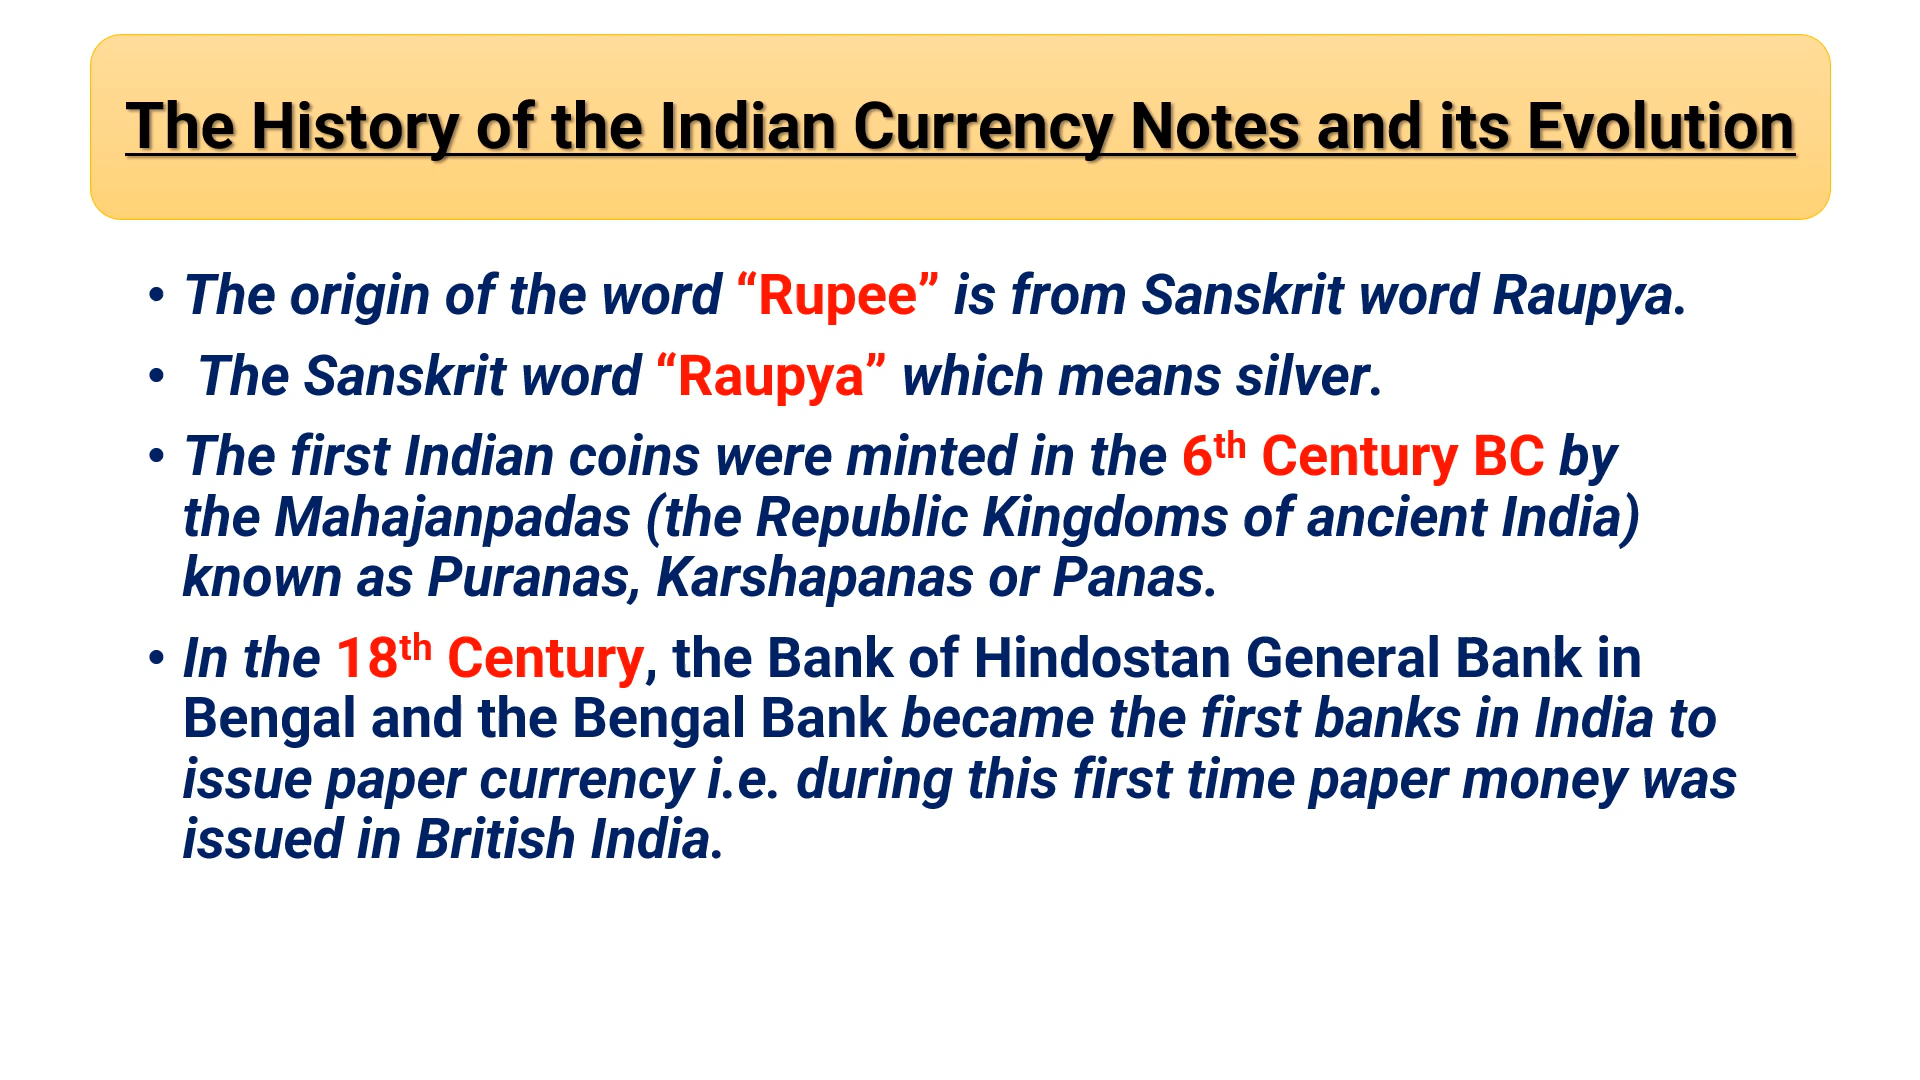 The History of the Indian Currency Notes and its Evolution
• The origin of the word “Rupee” is from Sanskrit word Raupya.
• The Sanskrit word “Raupya” which means silver.
• The first Indian coins were minted in the 6th Century BC by
the Mahajanpadas (the Republic Kingdoms of ancient India)
known as Puranas, Karshapanas or Panas.
• In the 18th Century, the Bank of Hindostan General Bank in
Bengal and the Bengal Bank became the first banks in India to
issue paper currency i.e. during this first time paper money was
issued in British India.